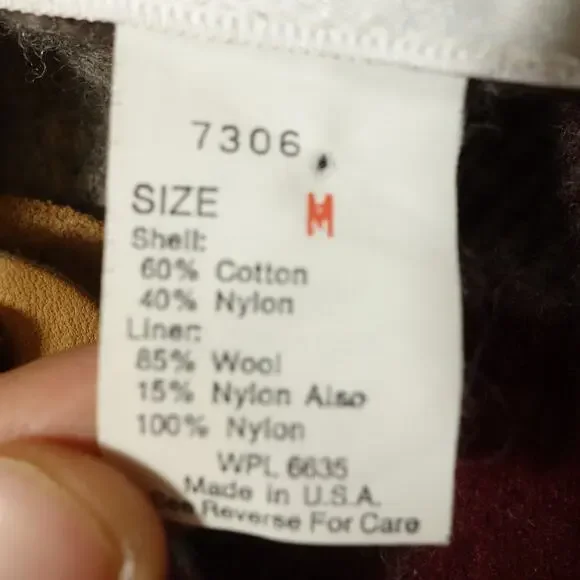 7306
SIZE M
Shell:
60% Cotton
40% Nylon
Liner:
85% Wool
15% Nylon Also
100% Nylon
WPL 6635
Made in U.S.A.
See Reverse For Care